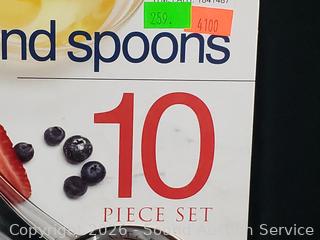 259.
4100
nd spoons
10
PIECE SET
Copyright 2026 - Sound Auction Service